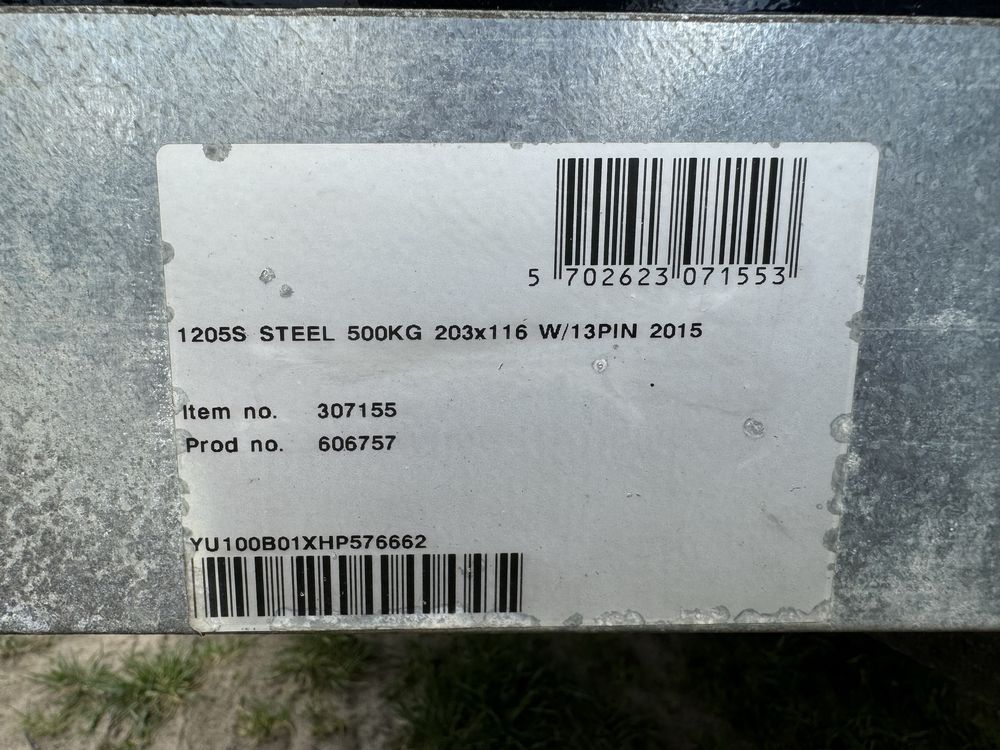 5 702623 071553
1205S STEEL 500KG 203x116 W/13PIN 2015
Item no. 307155
Prod no. 606757
YU100B01XHP576662